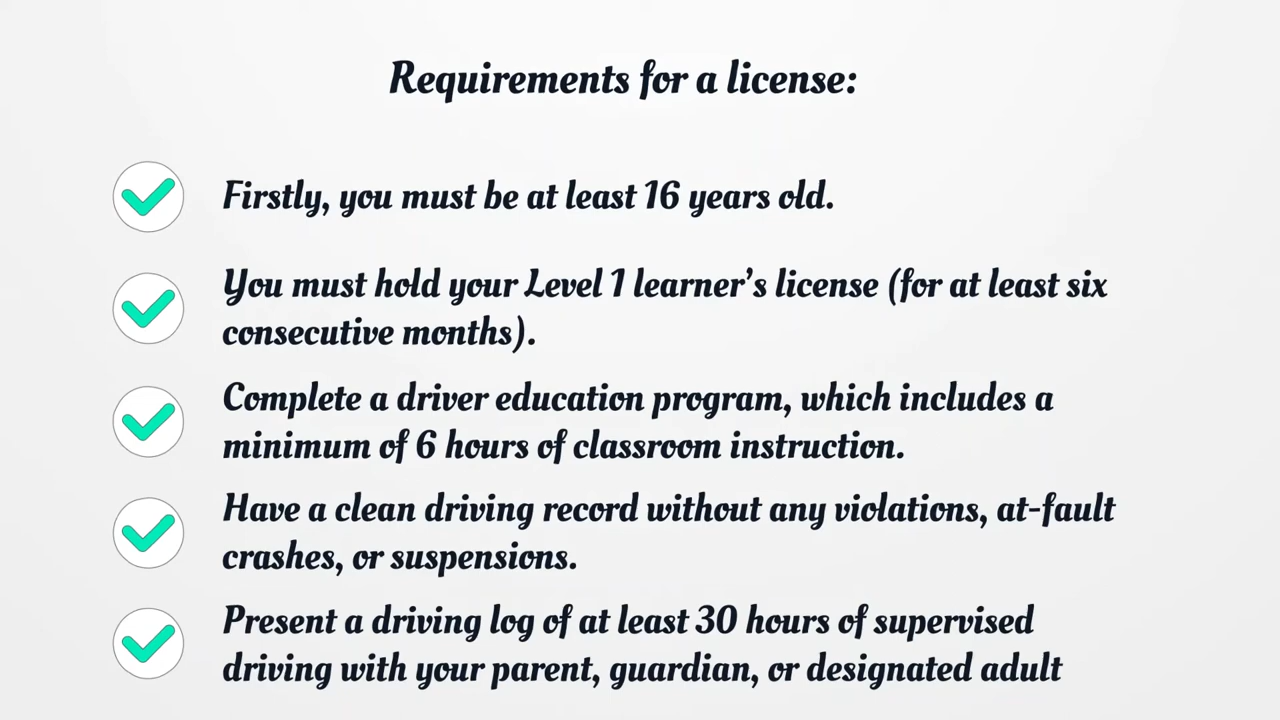 Requirements for a license:
Firstly, you must be at least 16 years old.
You must hold your Level 1 learner's license (for at least six
consecutive months).
Complete a driver education program, which includes a
minimum of 6 hours of classroom instruction.
Have a clean driving record without any violations, at-fault
crashes, or suspensions.
Present a driving log of at least 30 hours of supervised
driving with your parent, guardian, or designated adult